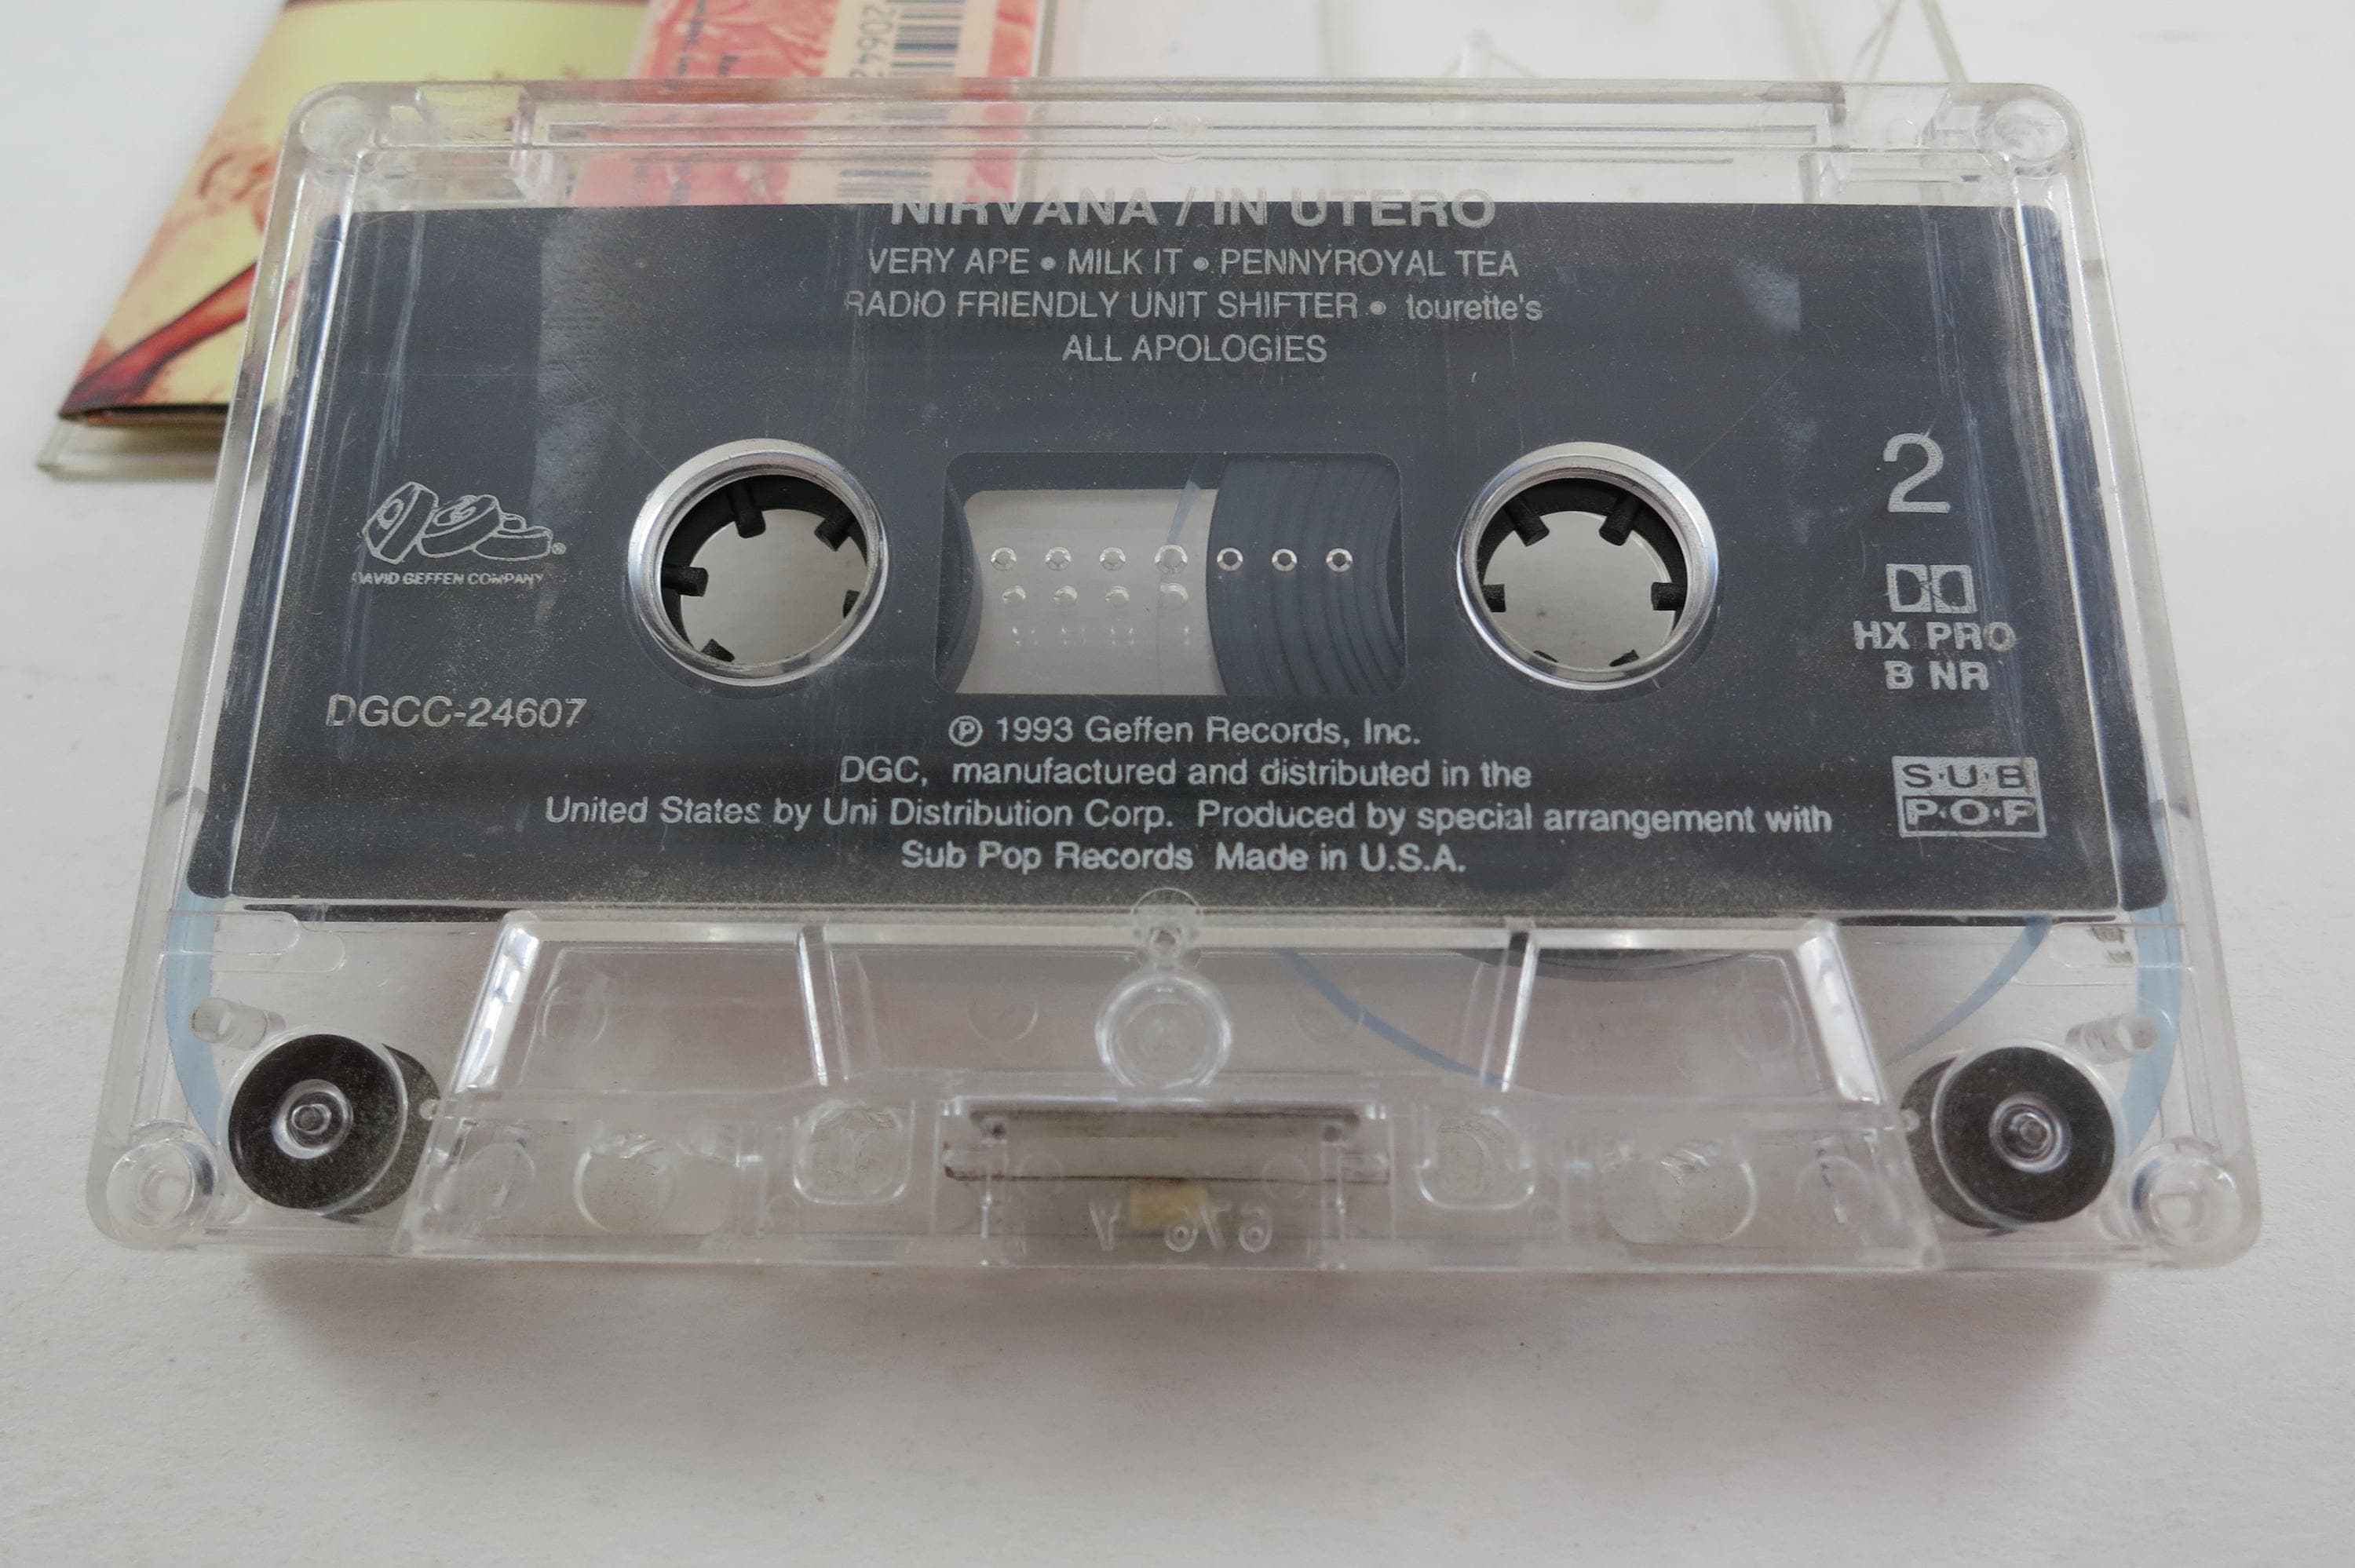 20642
NIRVANA / IN UTERO
VERY APE • MILK IT • PENNYROYAL TEA
RADIO FRIENDLY UNIT SHIFTER • tourette's
ALL APOLOGIES
2
HX PRO
B NR
DAVID GEFFEN COMPANY
DGCC-24607
℗ 1993 Geffen Records, Inc.
DGC, manufactured and distributed in the
United States by Uni Distribution Corp. Produced by special arrangement with
Sub Pop Records Made in U.S.A.
S·U·B
P·O·P